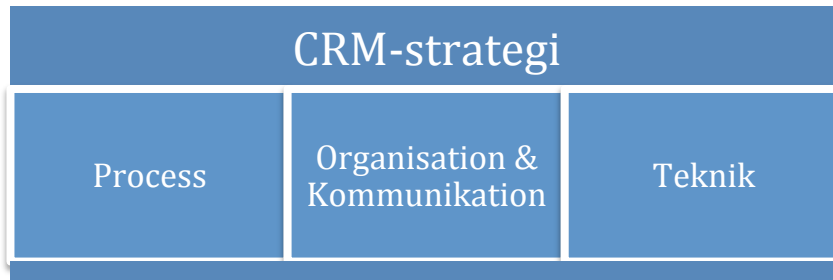 CRM-strategi
Process
Organisation &
Kommunikation
Teknik